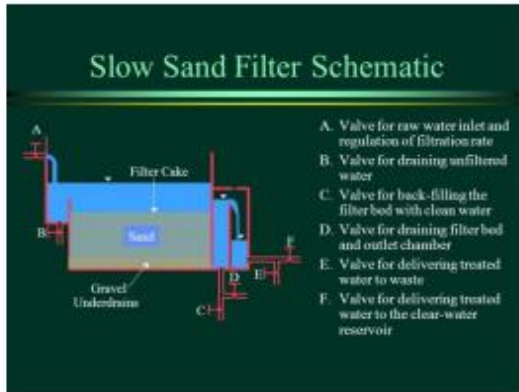 Slow Sand Filter Schematic
A
Filter Cake
B
Sand
Gravel
Underdrains
C
D
E
F
A. Valve for raw water inlet and
regulation of filtration rate
B. Valve for draining unfiltered
water
C. Valve for back-filling the
filter bed with clean water
D. Valve for draining filter bed
and outlet chamber
E. Valve for delivering treated
water to waste
F. Valve for delivering treated
water to the clear-water
reservoir